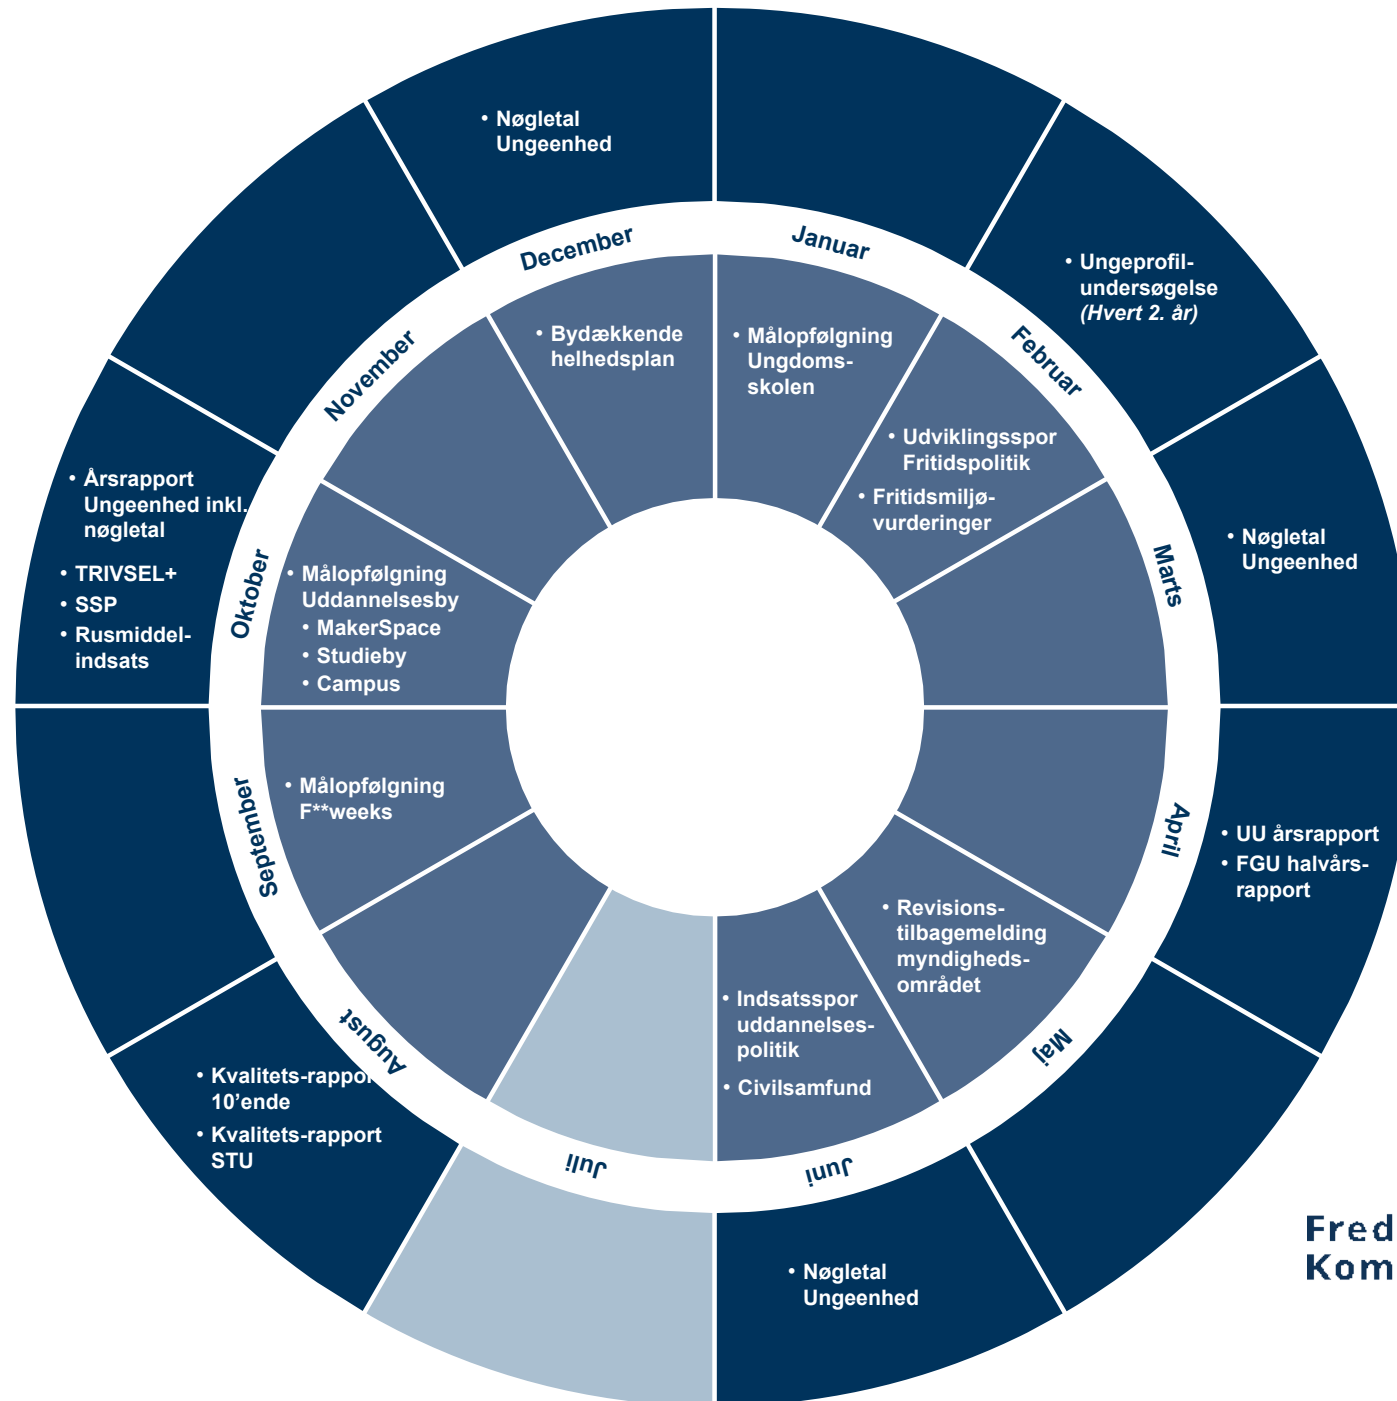 • Nøgletal
Ungeenhed
Januar
December
• Ungeprofil-
undersøgelse
(Hvert 2. år)
• Målopfølgning
Ungdoms-
skolen
• Bydækkende
helhedsplan
Februar
November
• Udviklingsspor
Fritidspolitik
• Fritidsmiljø-
vurderinger
• Årsrapport
Ungeenhed inkl.
nøgletal
• TRIVSEL+
• SSP
• Rusmiddel-
indsats
Oktober
• Målopfølgning
Uddannelsesby
• MakerSpace
• Studieby
• Campus
Marts
• Nøgletal
Ungeenhed
September
• Målopfølgning
F**weeks
April
• UU årsrapport
• FGU halvårs-
rapport
• Revisions-
tilbagemelding
myndigheds-
området
• Indsatsspor
uddannelses-
politik
• Civilsamfund
Maj
August
• Kvalitets-rappor
10'ende
• Kvalitets-rapport
STU
Juli
Juni
• Nøgletal
Ungeenhed
Fred
Kom